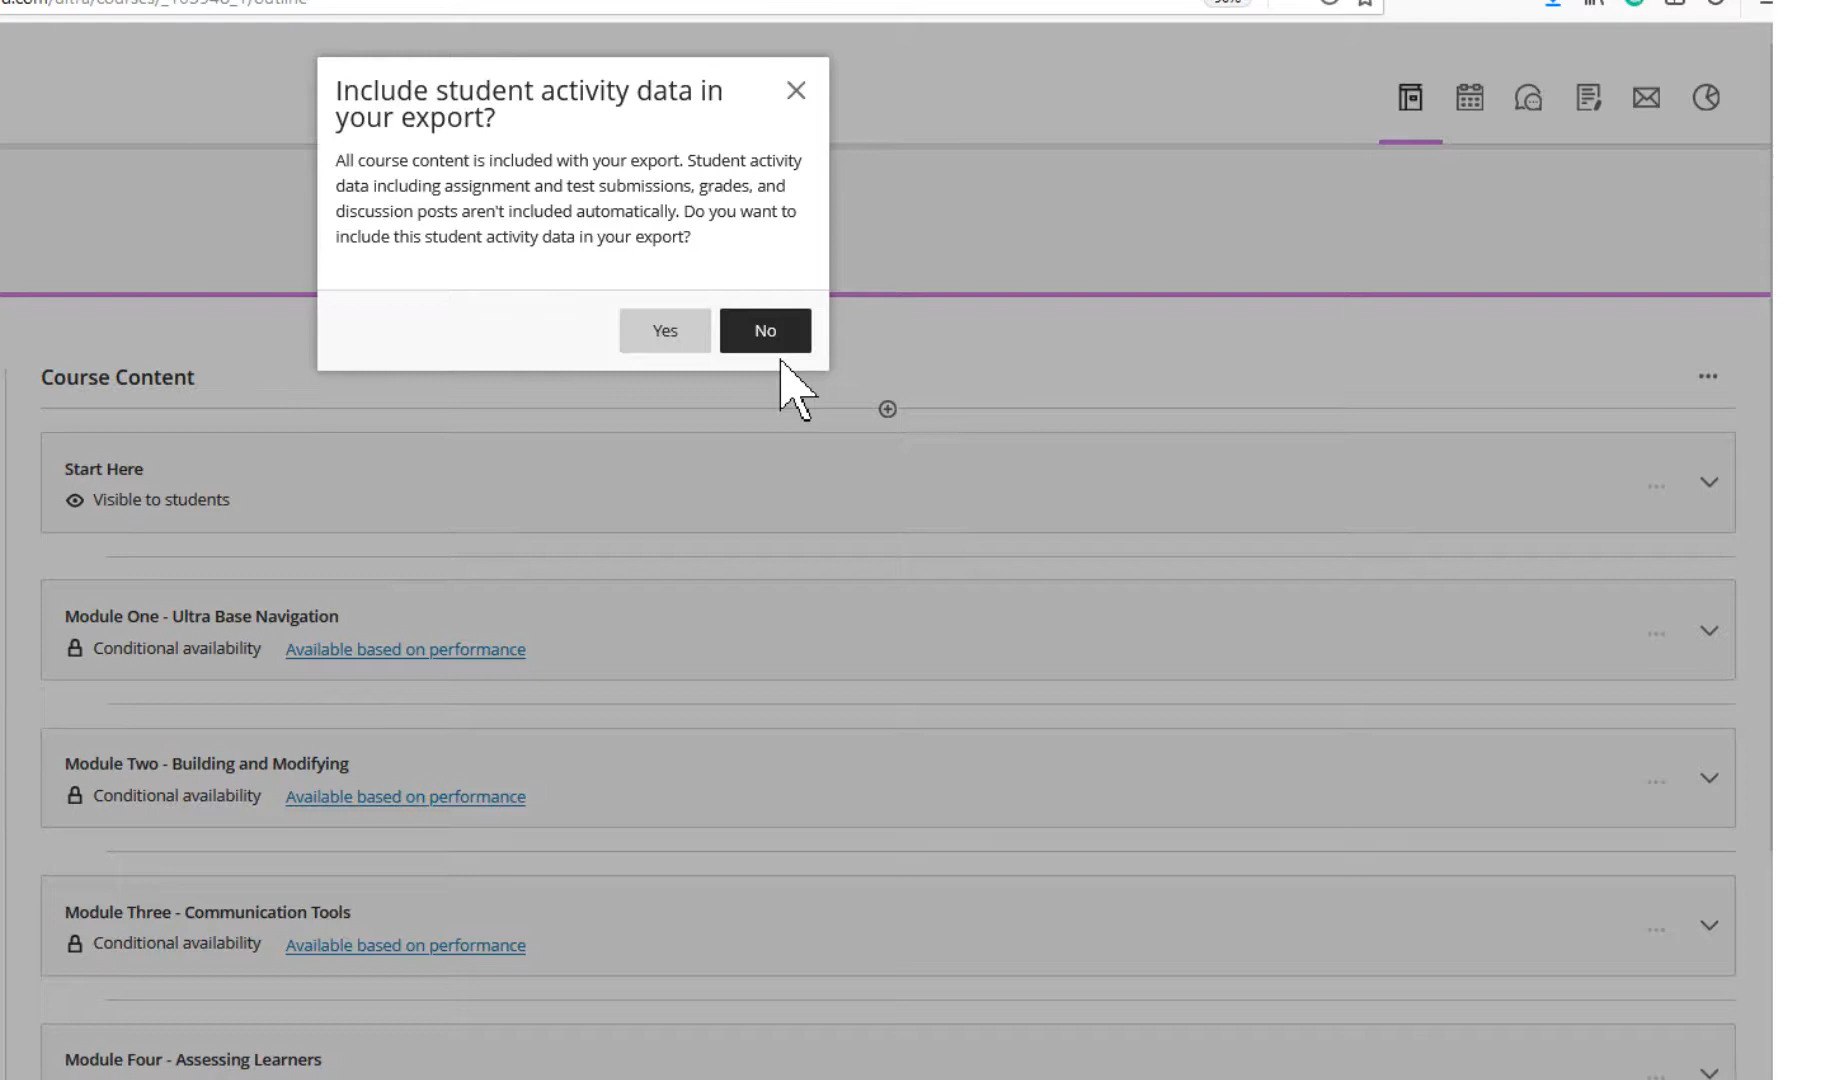 Include student activity data in
your export?
All course content is included with your export. Student activity
data including assignment and test submissions, grades, and
discussion posts aren't included automatically. Do you want to
include this student activity data in your export?
Yes
No
Course Content
Start Here
Visible to students
Module One - Ultra Base Navigation
Conditional availability Available based on performance
Module Two - Building and Modifying
Conditional availability Available based on performance
Module Three - Communication Tools
Conditional availability Available based on performance
Module Four - Assessing Learners